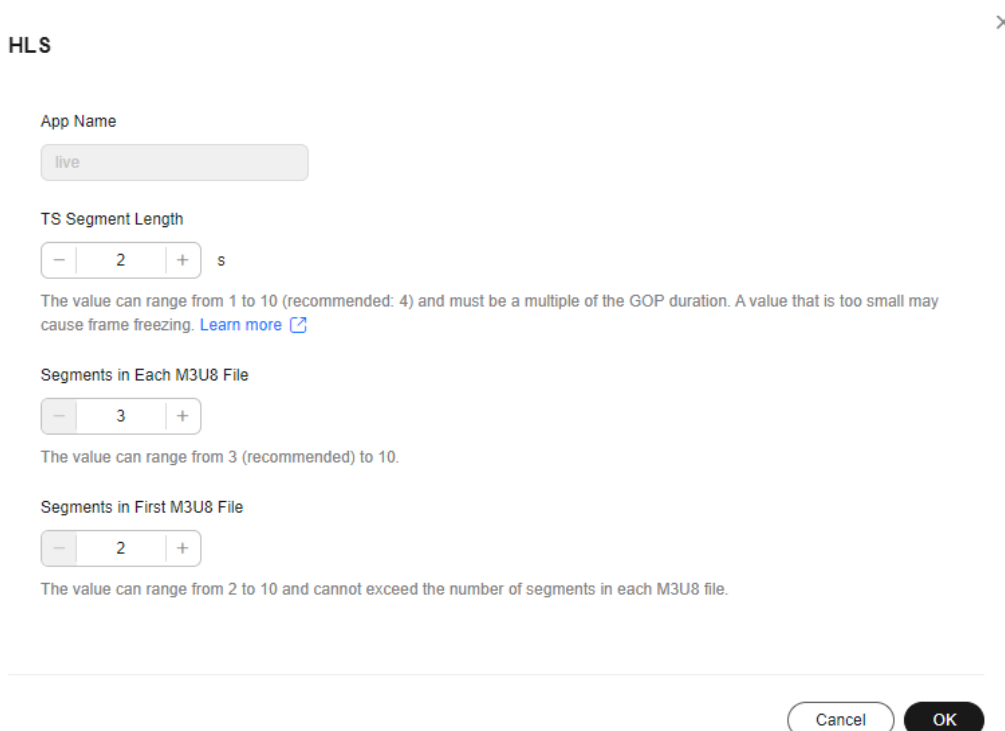 HLS
App Name
live
TS Segment Length
2 s
The value can range from 1 to 10 (recommended: 4) and must be a multiple of the GOP duration. A value that is too small may
cause frame freezing. Learn more
Segments in Each M3U8 File
3
The value can range from 3 (recommended) to 10.
Segments in First M3U8 File
2
The value can range from 2 to 10 and cannot exceed the number of segments in each M3U8 file.
Cancel OK